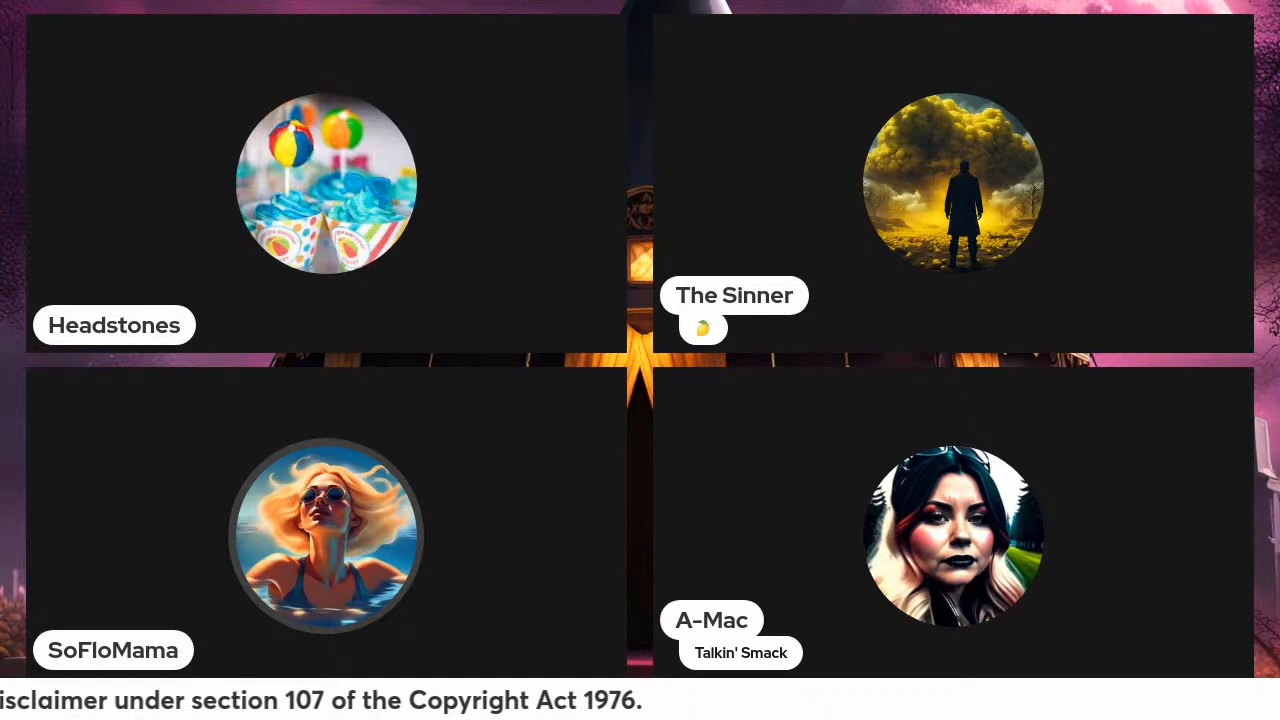 Headstones
The Sinner
🍋
SoFloMama
A-Mac
Talkin' Smack
isclaimer under section 107 of the Copyright Act 1976.